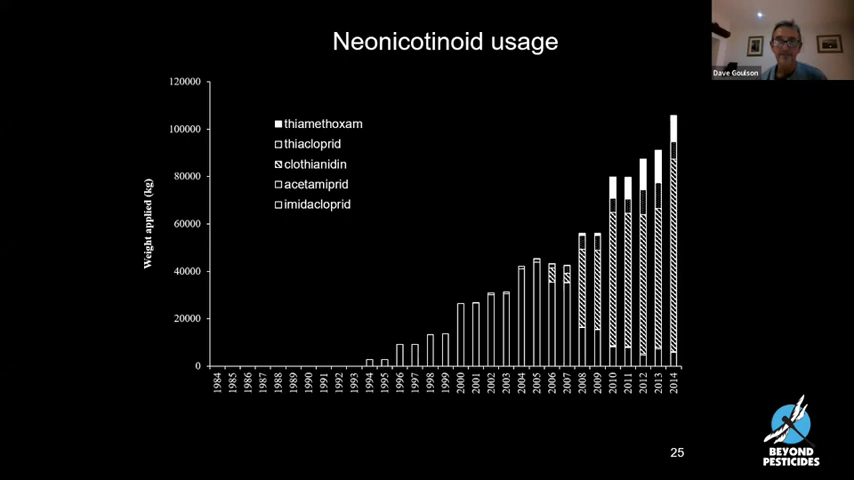 Neonicotinoid usage
Dave Goulson
120000
100000
80000
60000
40000
20000
0
Weight applied (kg)
thiamethoxam
thiacloprid
clothianidin
acetamiprid
imidacloprid
1984 1985 1986 1987 1988 1989 1990 1991 1992 1993 1994 1995 1996 1997 1998 1999 2000 2001 2002 2003 2004 2005 2006 2007 2008 2009 2010 2011 2012 2013 2014
25
BEYOND
PESTICIDES